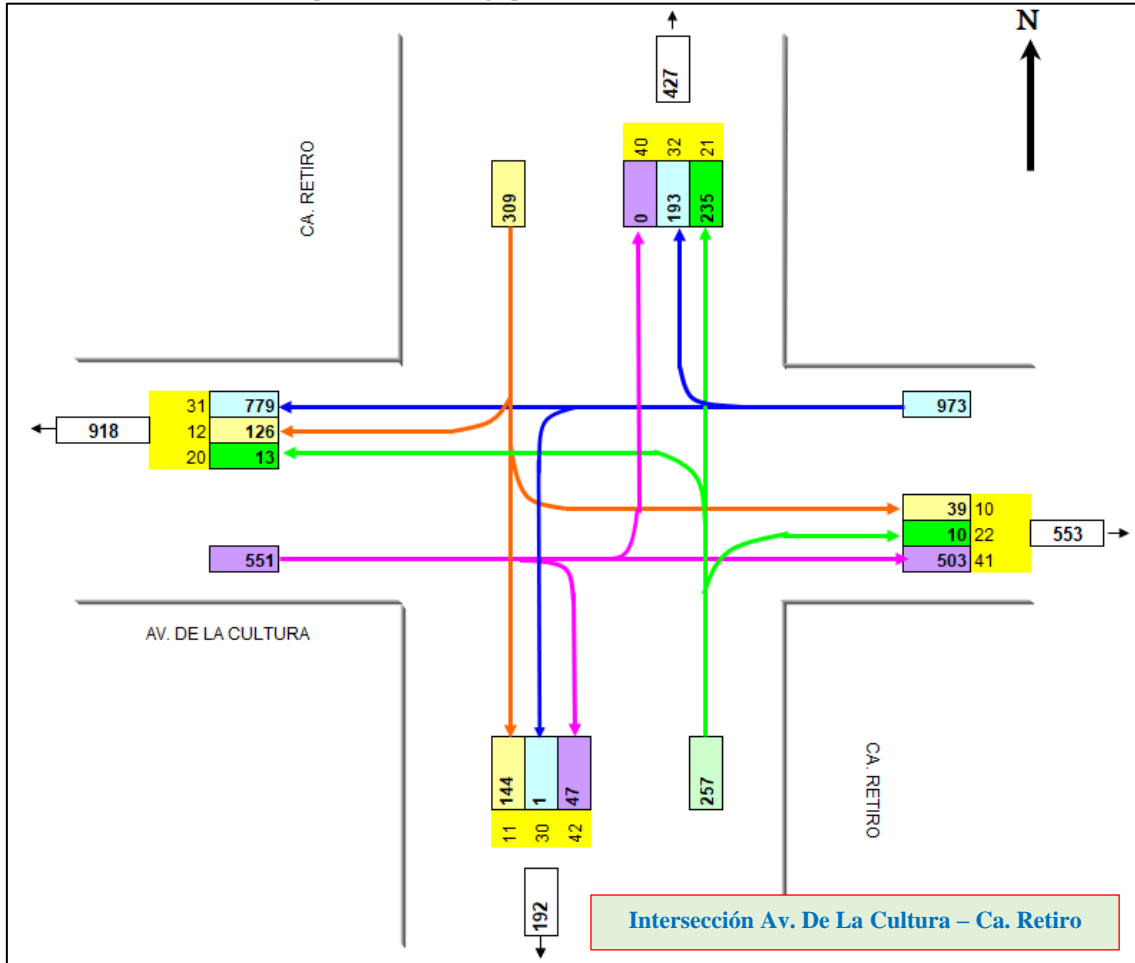 N
427
40 32 21
CA. RETIRO
309
0 193 235
31 779
973
918
12 126
20 13
39 10
10 22
553
551
503 41
AV. DE LA CULTURA
144 1 47
257
CA. RETIRO
11 30 42
192
Intersección Av. De La Cultura – Ca. Retiro